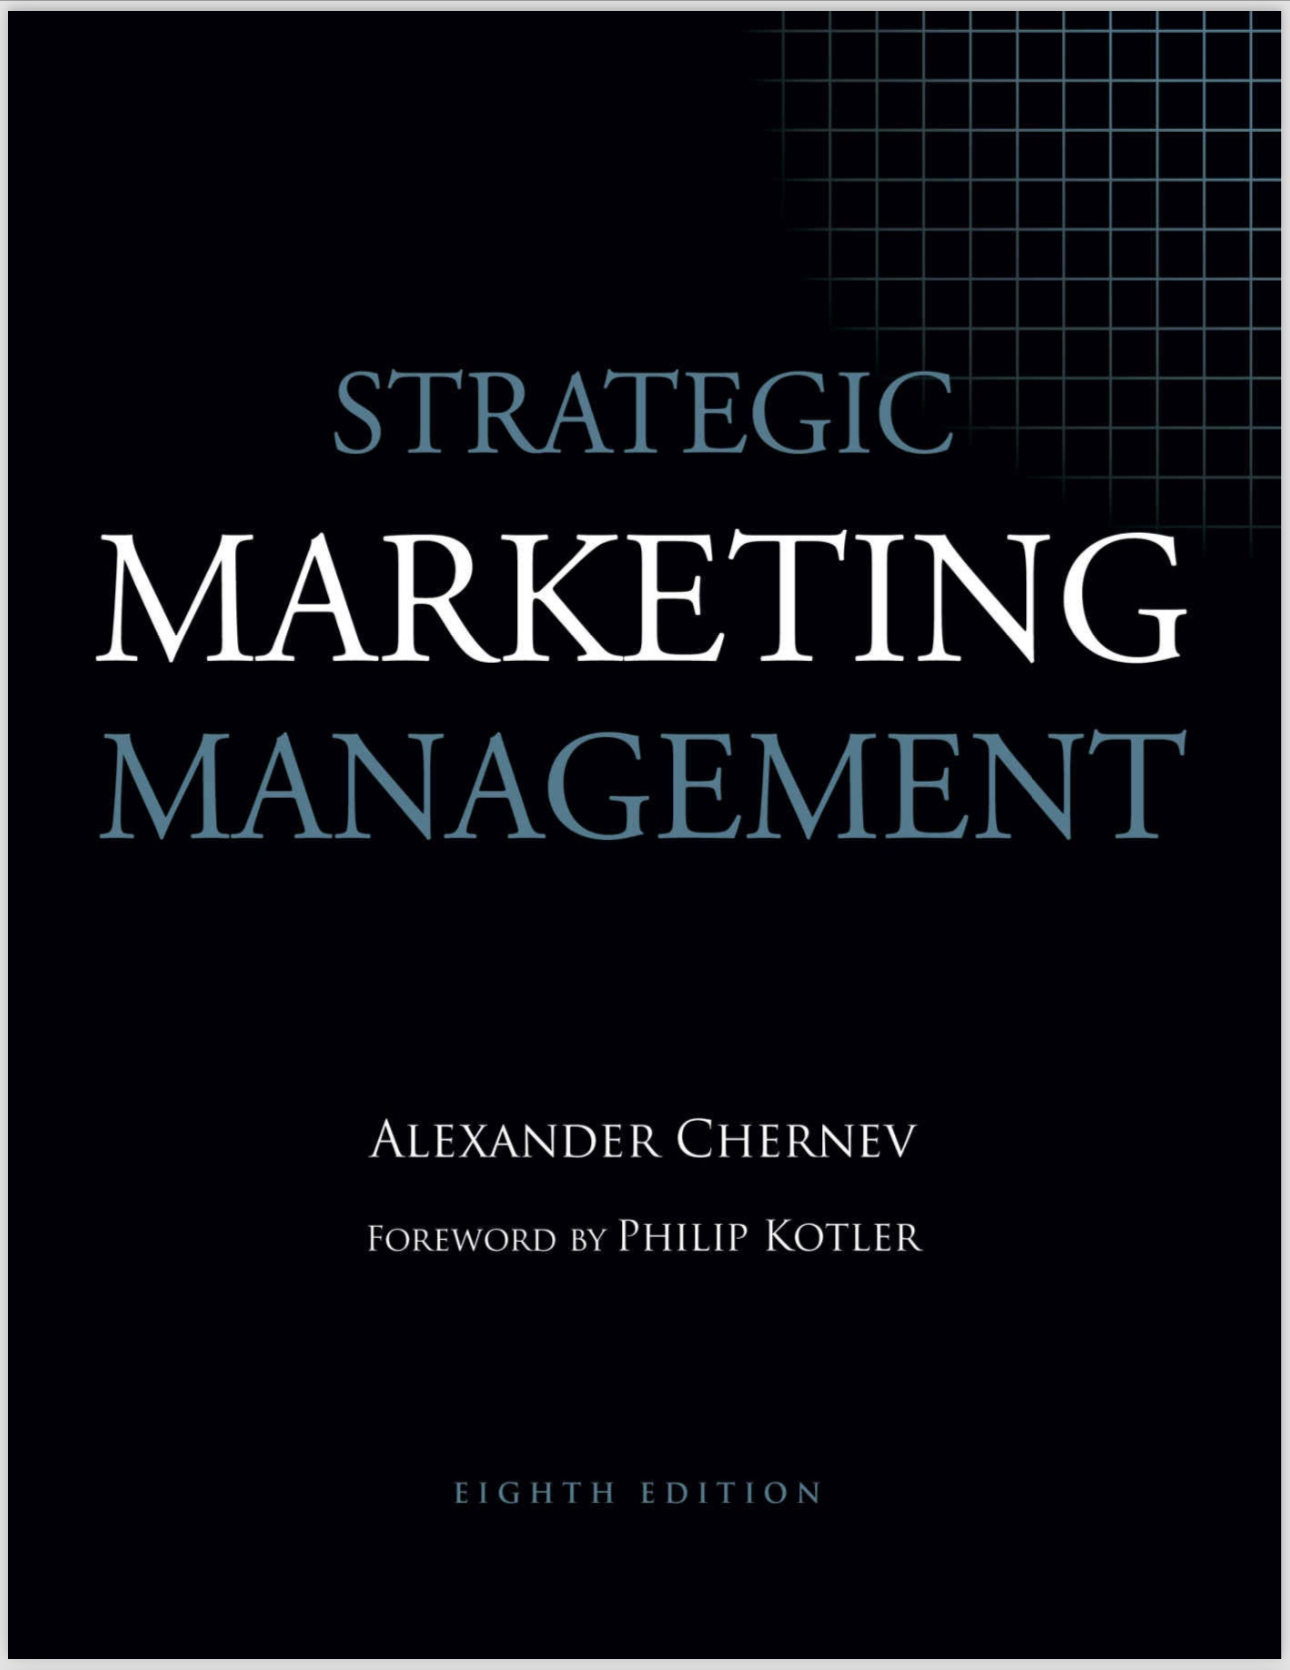 STRATEGIC
MARKETING
MANAGEMENT
ALEXANDER CHERNEV
FOREWORD BY PHILIP KOTLER
EIGHTH EDITION